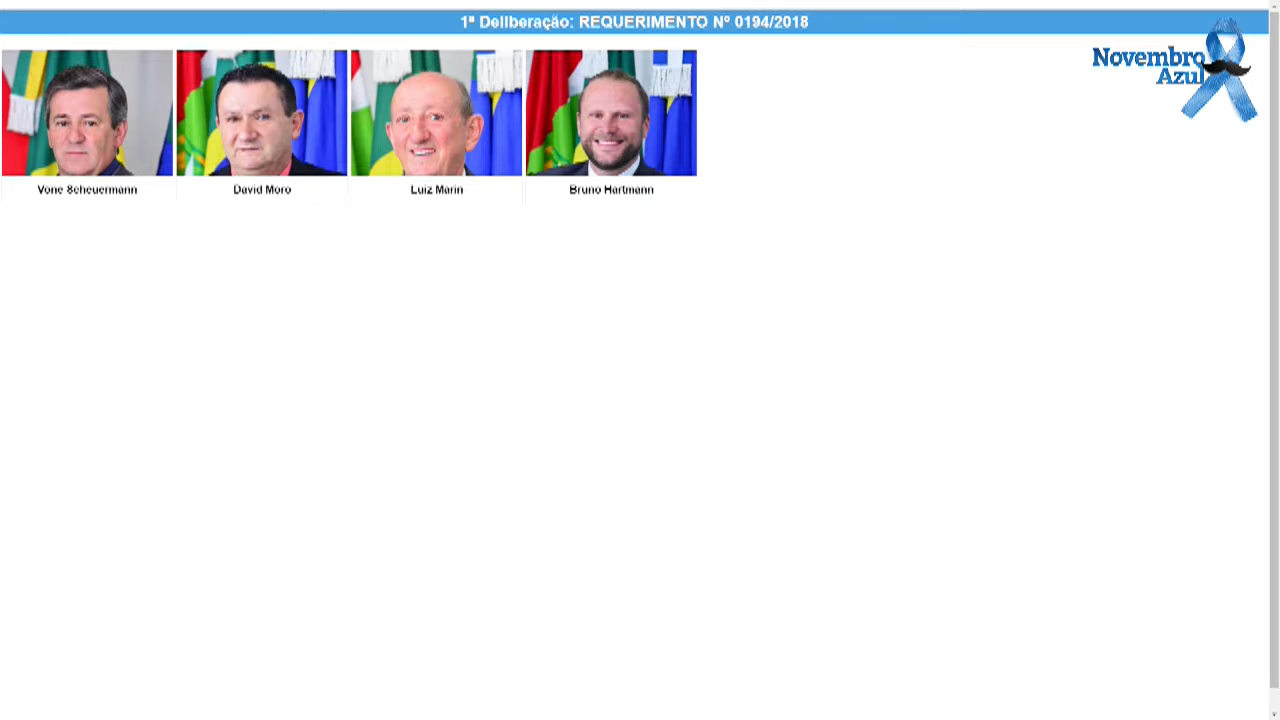 1ª Deliberação: REQUERIMENTO Nº 0194/2018
Novembro
Azul
Vone Scheuermann
David Moro
Luiz Marin
Bruno Hartmann